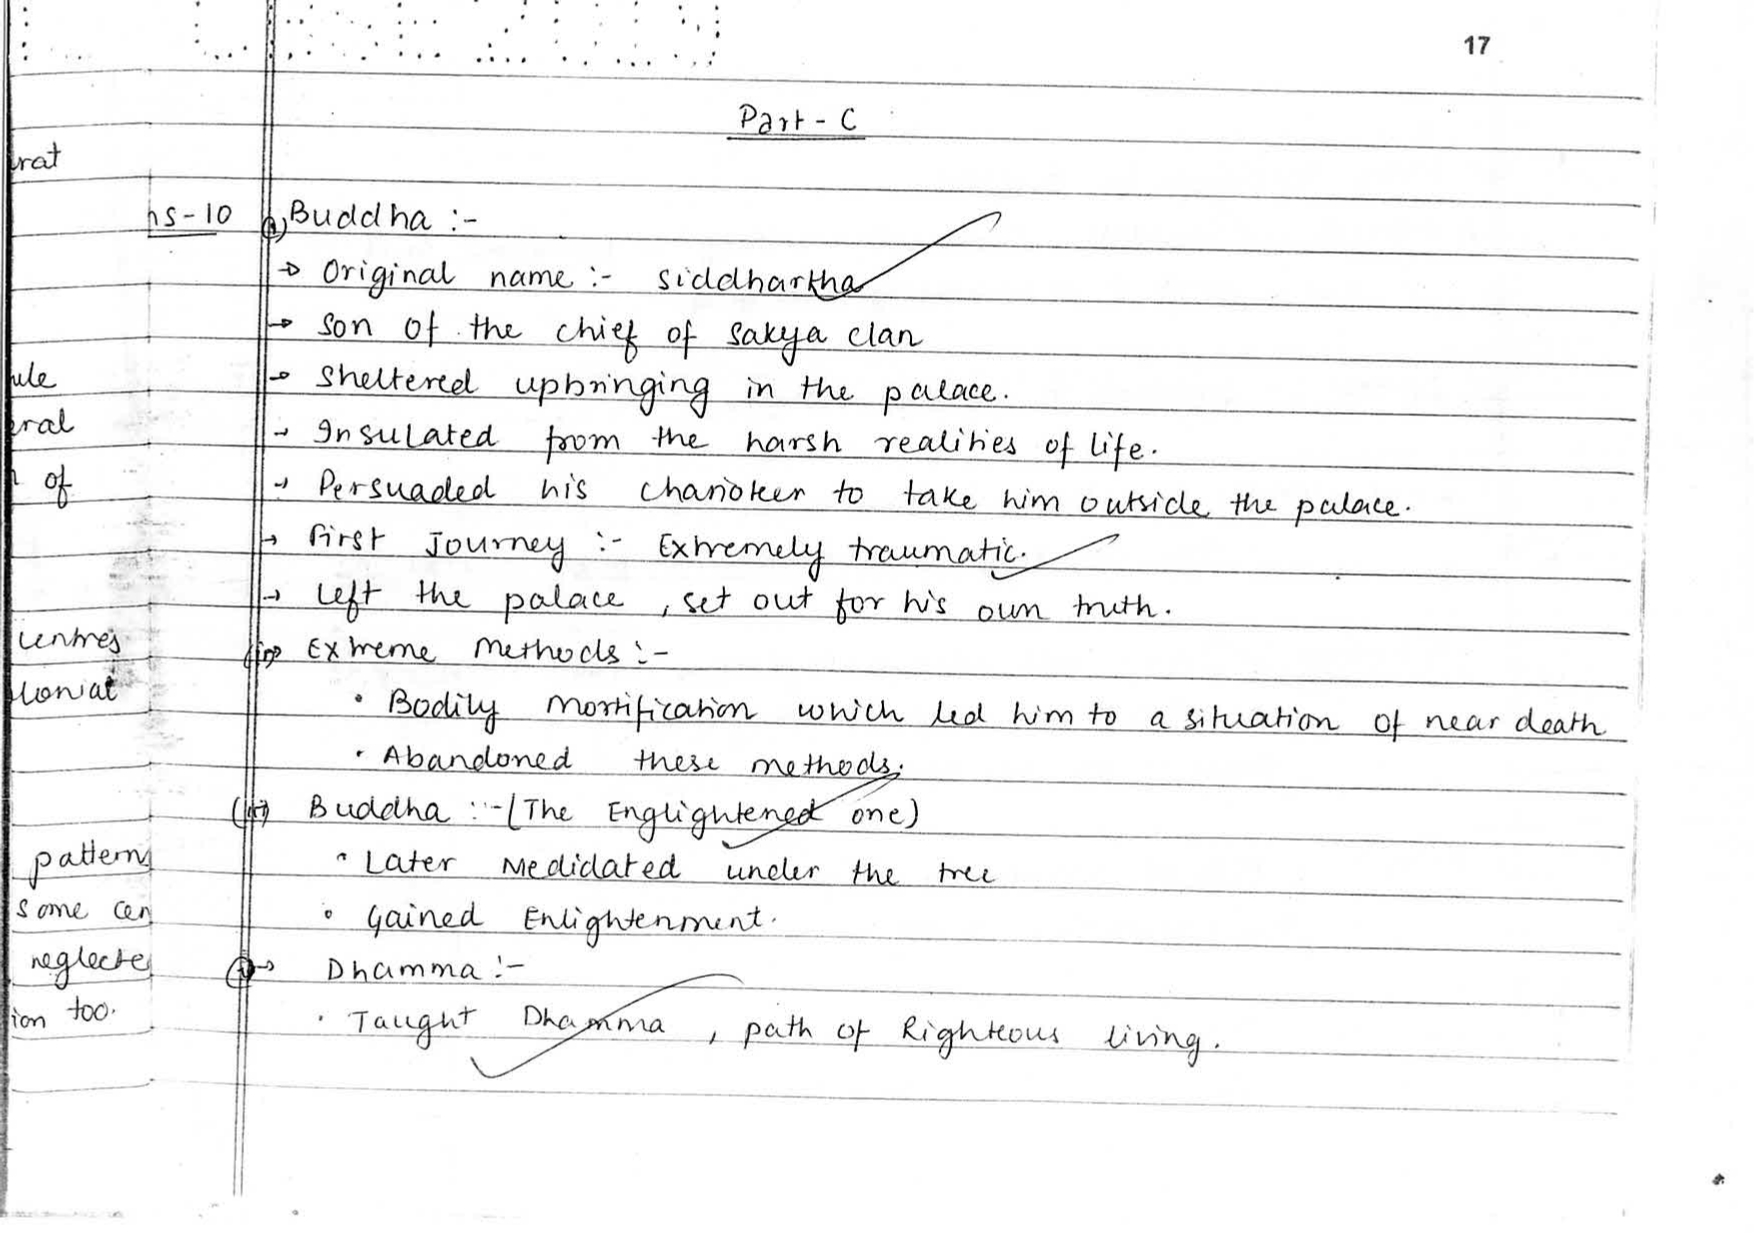 17
Part - C
rat
ns-10 Buddha :-
→ Original name :- Siddhartha
→ Son of the chief of Sakya clan
ule
→ Sheltered upbringing in the palace.
eral
→ Insulated from the harsh realities of life.
of
→ Persuaded his charioteer to take him outside the palace.
→ First Journey :- Extremely traumatic.
→ Left the palace, set out for his own truth.
centres
→ Extreme Methods :-
lonial
• Bodily Mortification which led him to a situation of near death
• Abandoned these methods.
Buddha :- (The Englightened one)
pattern
• Later Medidated under the tree
some cen
• Gained Enlightenment.
neglecte
→ Dhamma :-
ion too.
• Taught Dhamma, path of Righteous living.